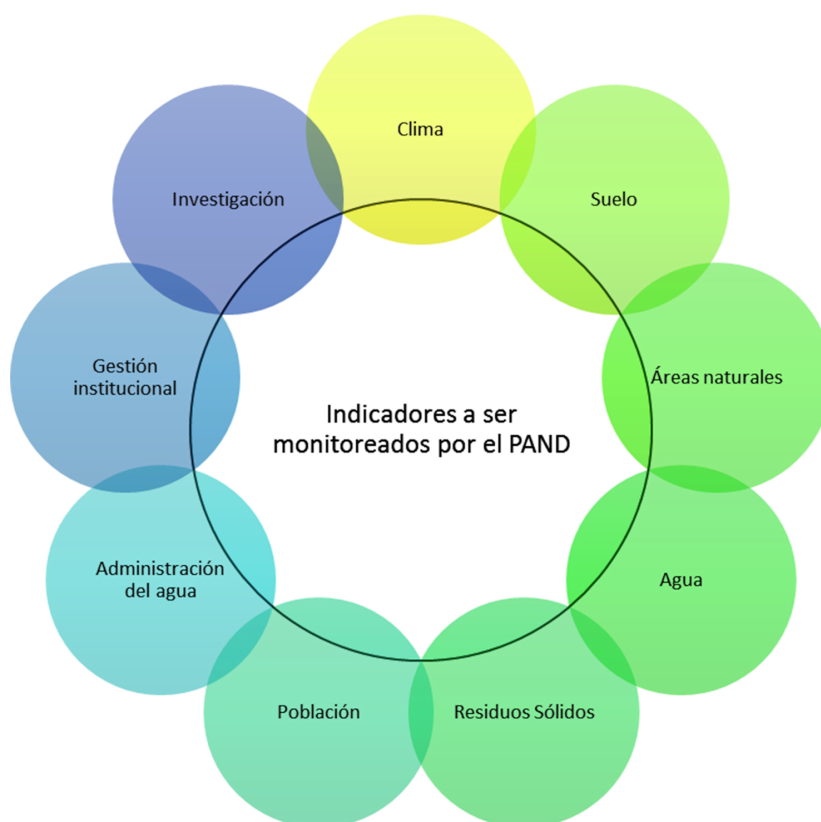 Clima
Suelo
Áreas naturales
Agua
Residuos Sólidos
Población
Administración
del agua
Gestión
institucional
Investigación
Indicadores a ser
monitoreados por el PAND